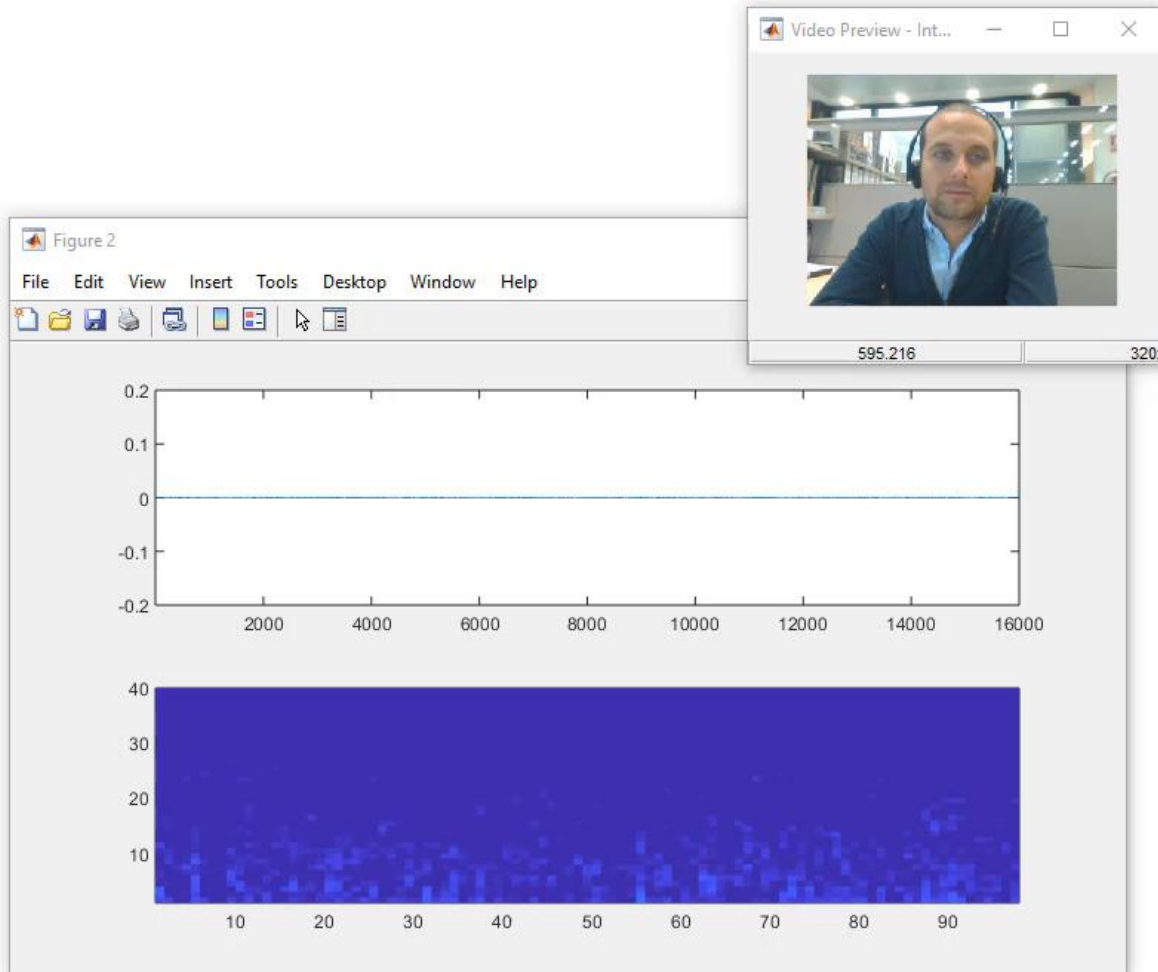 Video Preview - Int...
595.216
320
Figure 2
File Edit View Insert Tools Desktop Window Help
0.2
0.1
0
-0.1
-0.2
2000 4000 6000 8000 10000 12000 14000 16000
40
30
20
10
10 20 30 40 50 60 70 80 90